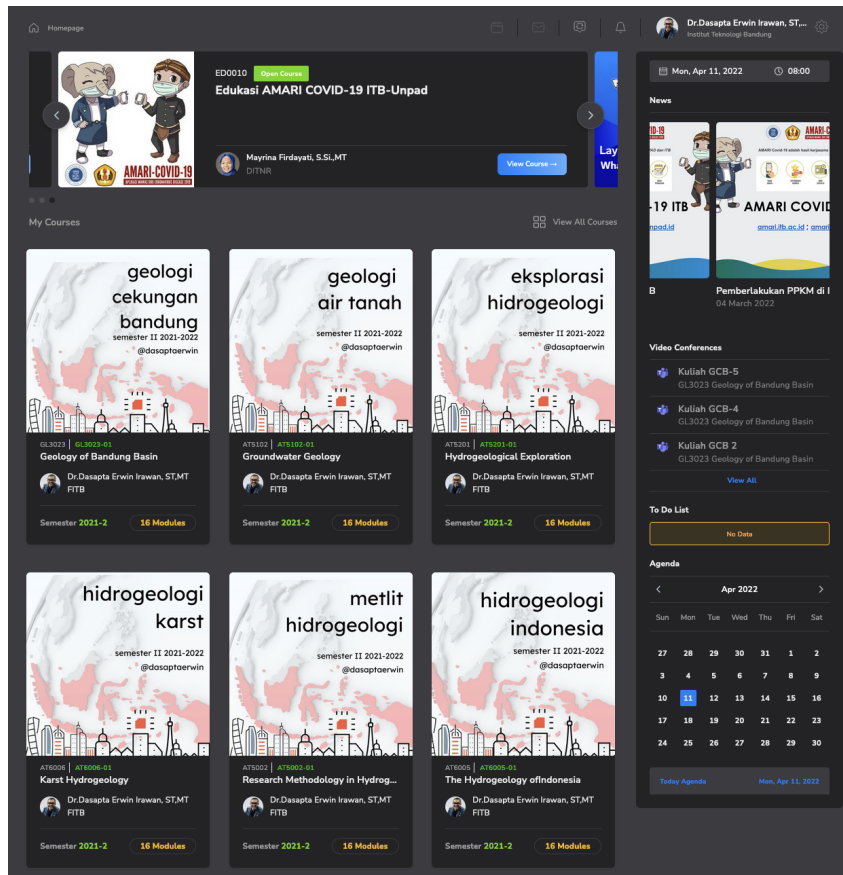 Homepage
Dr.Dasapta Erwin Irawan, ST,...
Institut Teknologi Bandung
ED0010 Open Course
Edukasi AMARI COVID-19 ITB-Unpad
Mayrina Firdayati, S.Si.,MT
DITNR
View Course →
AMARI-COVID-19
Lay
Wha
My Courses
View All Courses
geologi
cekungan
bandung
semester II 2021-2022
@dasaptaerwin
GL3023 | GL3023-01
Geology of Bandung Basin
Dr.Dasapta Erwin Irawan, ST,MT
FITB
Semester 2021-2
16 Modules
geologi
air tanah
semester II 2021-2022
@dasaptaerwin
AT5102 | AT5102-01
Groundwater Geology
Dr.Dasapta Erwin Irawan, ST,MT
FITB
Semester 2021-2
16 Modules
eksplorasi
hidrogeologi
semester II 2021-2022
@dasaptaerwin
AT5201 | AT5201-01
Hydrogeological Exploration
Dr.Dasapta Erwin Irawan, ST,MT
FITB
Semester 2021-2
16 Modules
hidrogeologi
karst
semester II 2021-2022
@dasaptaerwin
AT6006 | AT6006-01
Karst Hydrogeology
Dr.Dasapta Erwin Irawan, ST,MT
FITB
Semester 2021-2
16 Modules
metlit
hidrogeologi
semester II 2021-2022
@dasaptaerwin
AT5002 | AT5002-01
Research Methodology in Hydrog...
Dr.Dasapta Erwin Irawan, ST,MT
FITB
Semester 2021-2
16 Modules
hidrogeologi
indonesia
semester II 2021-2022
@dasaptaerwin
AT6005 | AT6005-01
The Hydrogeology ofIndonesia
Dr.Dasapta Erwin Irawan, ST,MT
FITB
Semester 2021-2
16 Modules
Mon, Apr 11, 2022
08:00
News
-19 ITB
npad.id
B
AMARI COVID
amari.itb.ac.id ; amari
Pemberlakukan PPKM di I
04 March 2022
Video Conferences
Kuliah GCB-5
GL3023 Geology of Bandung Basin
Kuliah GCB-4
GL3023 Geology of Bandung Basin
Kuliah GCB 2
GL3023 Geology of Bandung Basin
View All
To Do List
No Data
Agenda
< Apr 2022 >
Sun Mon Tue Wed Thu Fri Sat
27 28 29 30 31 1 2
3 4 5 6 7 8 9
10 11 12 13 14 15 16
17 18 19 20 21 22 23
24 25 26 27 28 29 30
Today Agenda
Mon, Apr 11, 2022